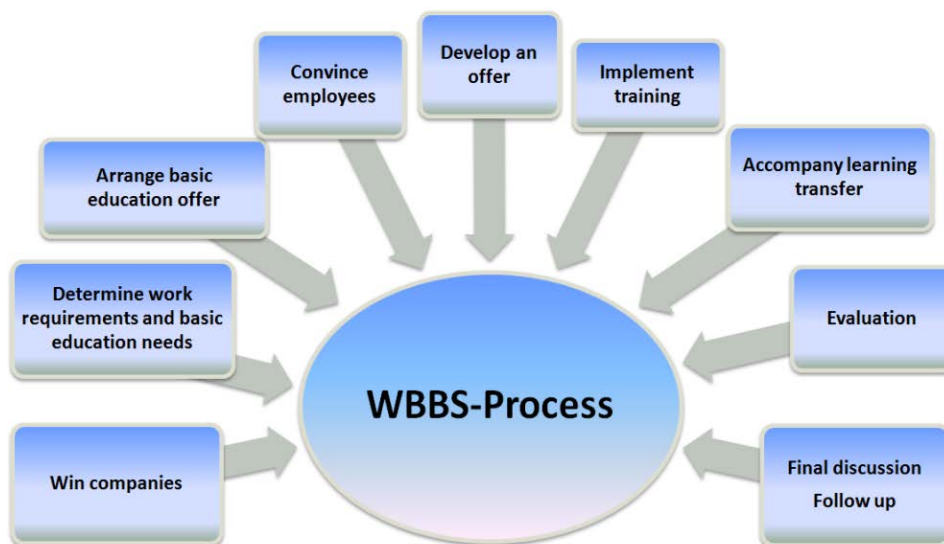 Win companies
Determine work
requirements and basic
education needs
Arrange basic
education offer
Convince
employees
Develop an
offer
Implement
training
Accompany learning
transfer
Evaluation
Final discussion
Follow up
WBBS-Process